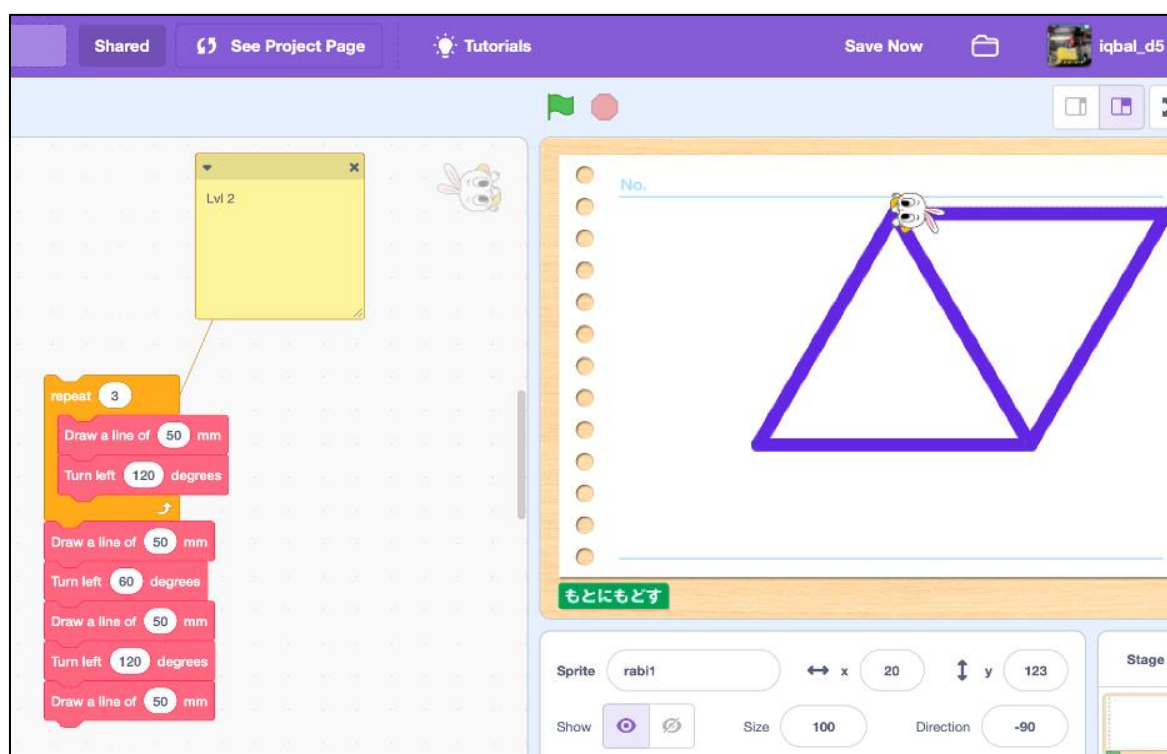 Shared See Project Page Tutorials Save Now iqbal_d5
Lvl 2
repeat 3
Draw a line of 50 mm
Turn left 120 degrees
Draw a line of 50 mm
Turn left 60 degrees
Draw a line of 50 mm
Turn left 120 degrees
Draw a line of 50 mm
No.
もとにもどす
Sprite rabi1 x 20 y 123
Show Size 100 Direction -90
Stage